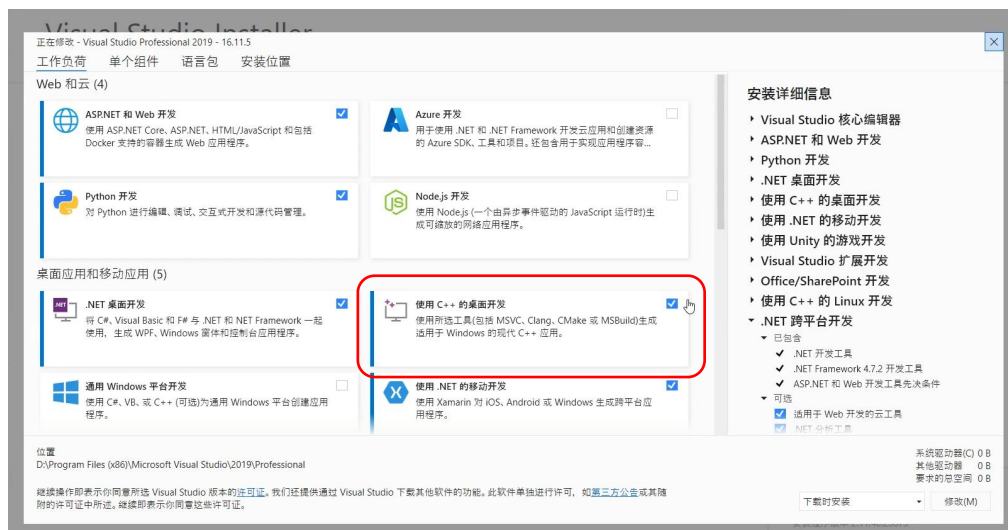 Visual Studio Installer
正在修改 - Visual Studio Professional 2019 - 16.11.5
工作负荷 单个组件 语言包 安装位置
Web 和云 (4)
ASP.NET 和 Web 开发
使用 ASP.NET Core、ASP.NET、HTML/JavaScript 和包括
Docker 支持的容器生成 Web 应用程序。
Azure 开发
用于使用 .NET 和 .NET Framework 开发云应用和创建资源
的 Azure SDK、工具和项目。还包含用于实现应用程序容...
Python 开发
对 Python 进行编辑、调试、交互式开发和源代码管理。
Node.js 开发
使用 Node.js (一个由异步事件驱动的 JavaScript 运行时)生
成可缩放的网络应用程序。
桌面应用和移动应用 (5)
.NET 桌面开发
将 C#、Visual Basic 和 F# 与 .NET 和 NET Framework 一起
使用，生成 WPF、Windows 窗体和控制台应用程序。
使用 C++ 的桌面开发
使用所选工具(包括 MSVC、Clang、CMake 或 MSBuild)生成
适用于 Windows 的现代 C++ 应用。
通用 Windows 平台开发
使用 C#、VB、或 C++ (可选)为通用 Windows 平台创建应用
程序。
使用 .NET 的移动开发
使用 Xamarin 对 iOS、Android 或 Windows 生成跨平台应
用程序。
安装详细信息
Visual Studio 核心编辑器
ASP.NET 和 Web 开发
Python 开发
.NET 桌面开发
使用 C++ 的桌面开发
使用 .NET 的移动开发
使用 Unity 的游戏开发
Visual Studio 扩展开发
Office/SharePoint 开发
使用 C++ 的 Linux 开发
.NET 跨平台开发
已包含
.NET 开发工具
.NET Framework 4.7.2 开发工具
ASP.NET 和 Web 开发工具先决条件
可选
适用于 Web 开发的云工具
.NET 分析工具
位置
D:\Program Files (x86)\Microsoft Visual Studio\2019\Professional
继续操作即表示你同意所选 Visual Studio 版本的许可证。我们还提供通过 Visual Studio 下载其他软件的功能。此软件单独进行许可，如第三方公告或其随
附的许可证中所述。继续即表示你同意这些许可证。
系统驱动器(C) 0 B
其他驱动器 0 B
要求的总空间 0 B
下载时安装
修改(M)